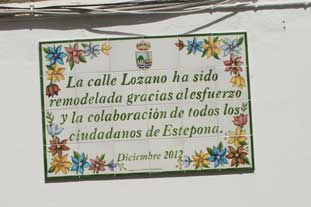 La calle Lozano ha sido
remodelada gracias al esfuerzo
y la colaboración de todos los
ciudadanos de Estepona..
Diciembre 2012